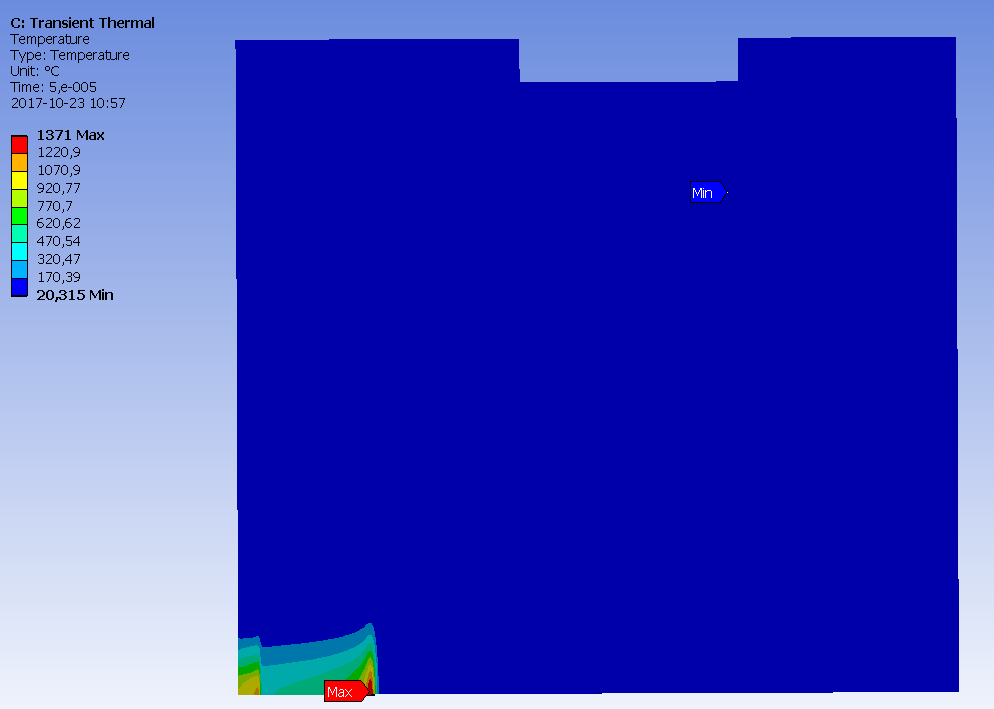 C: Transient Thermal
Temperature
Type: Temperature
Unit: °C
Time: 5,e-005
2017-10-23 10:57
1371 Max
1220,9
1070,9
920,77
770,7
620,62
470,54
320,47
170,39
20,315 Min
Min
Max